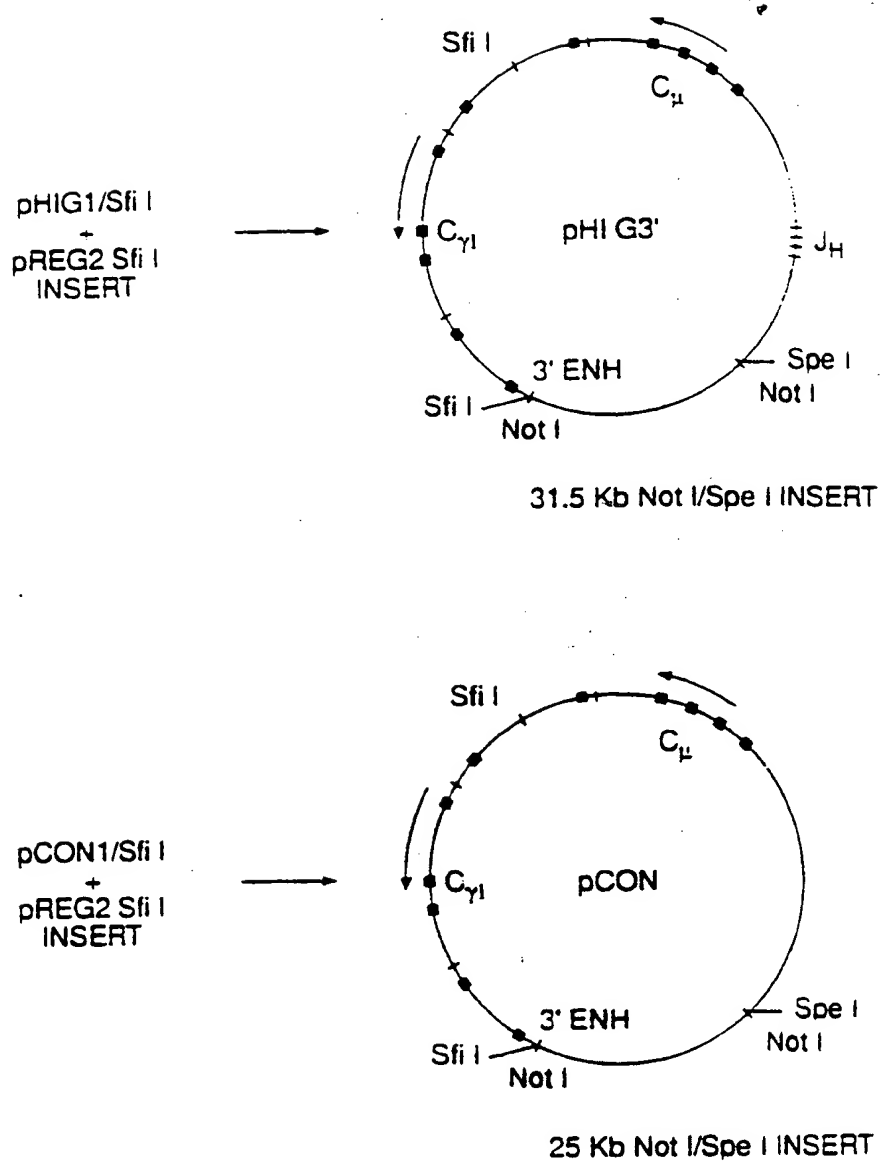 Sfi I
Cμ
pHIG1/Sfi I
+
pREG2 Sfi I
INSERT
Cγ1
pHI G3'
JH
3' ENH
Spe I
Sfi I
Not I
Not I
31.5 Kb Not I/Spe I INSERT
Sfi I
Cμ
pCON1/Sfi I
+
pREG2 Sfi I
INSERT
Cγ1
pCON
3' ENH
Spe I
Sfi I
Not I
Not I
25 Kb Not I/Spe I INSERT